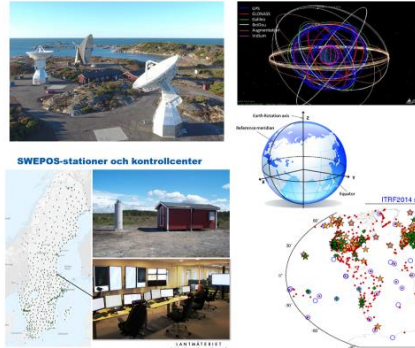 GPS
GLONASS
Galileo
BeiDou
Augmentation
Iridium
Earth-Rotation axis
Z
Reference meridian
X
Y
Equator
SWEPOS-stationer och kontrollcenter
ITRF2014
LANTMÄTERIET